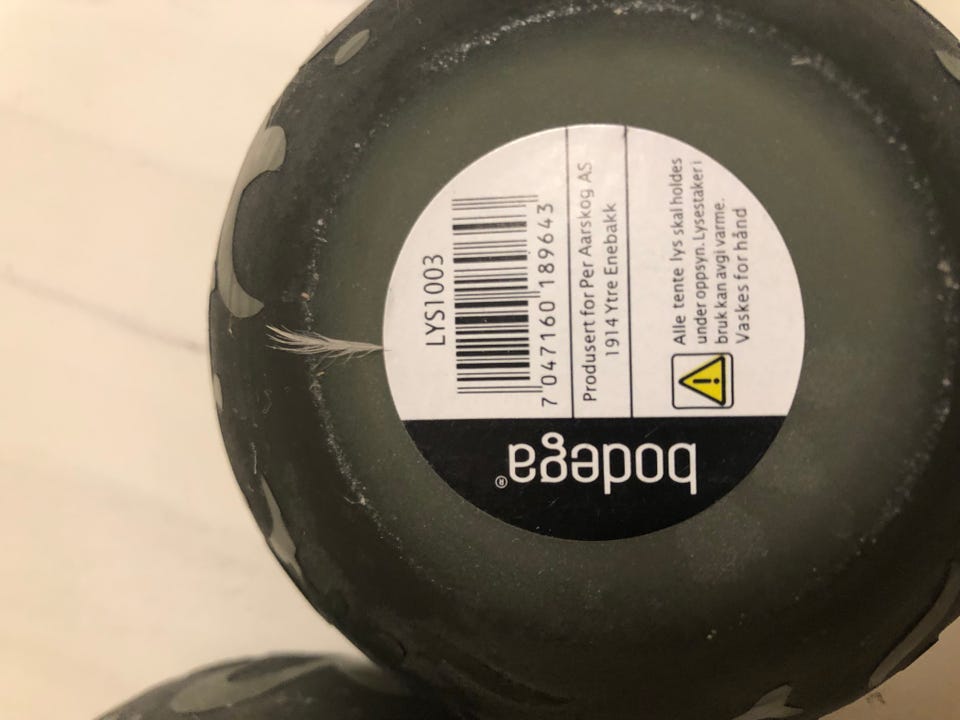 LYS1003
7 047160 189643
Produsert for Per Aarskog AS
1914 Ytre Enebakk
Alle tente lys skal holdes
under oppsyn. Lysestaker i
bruk kan avgi varme.
Vaskes for hånd
bodega®